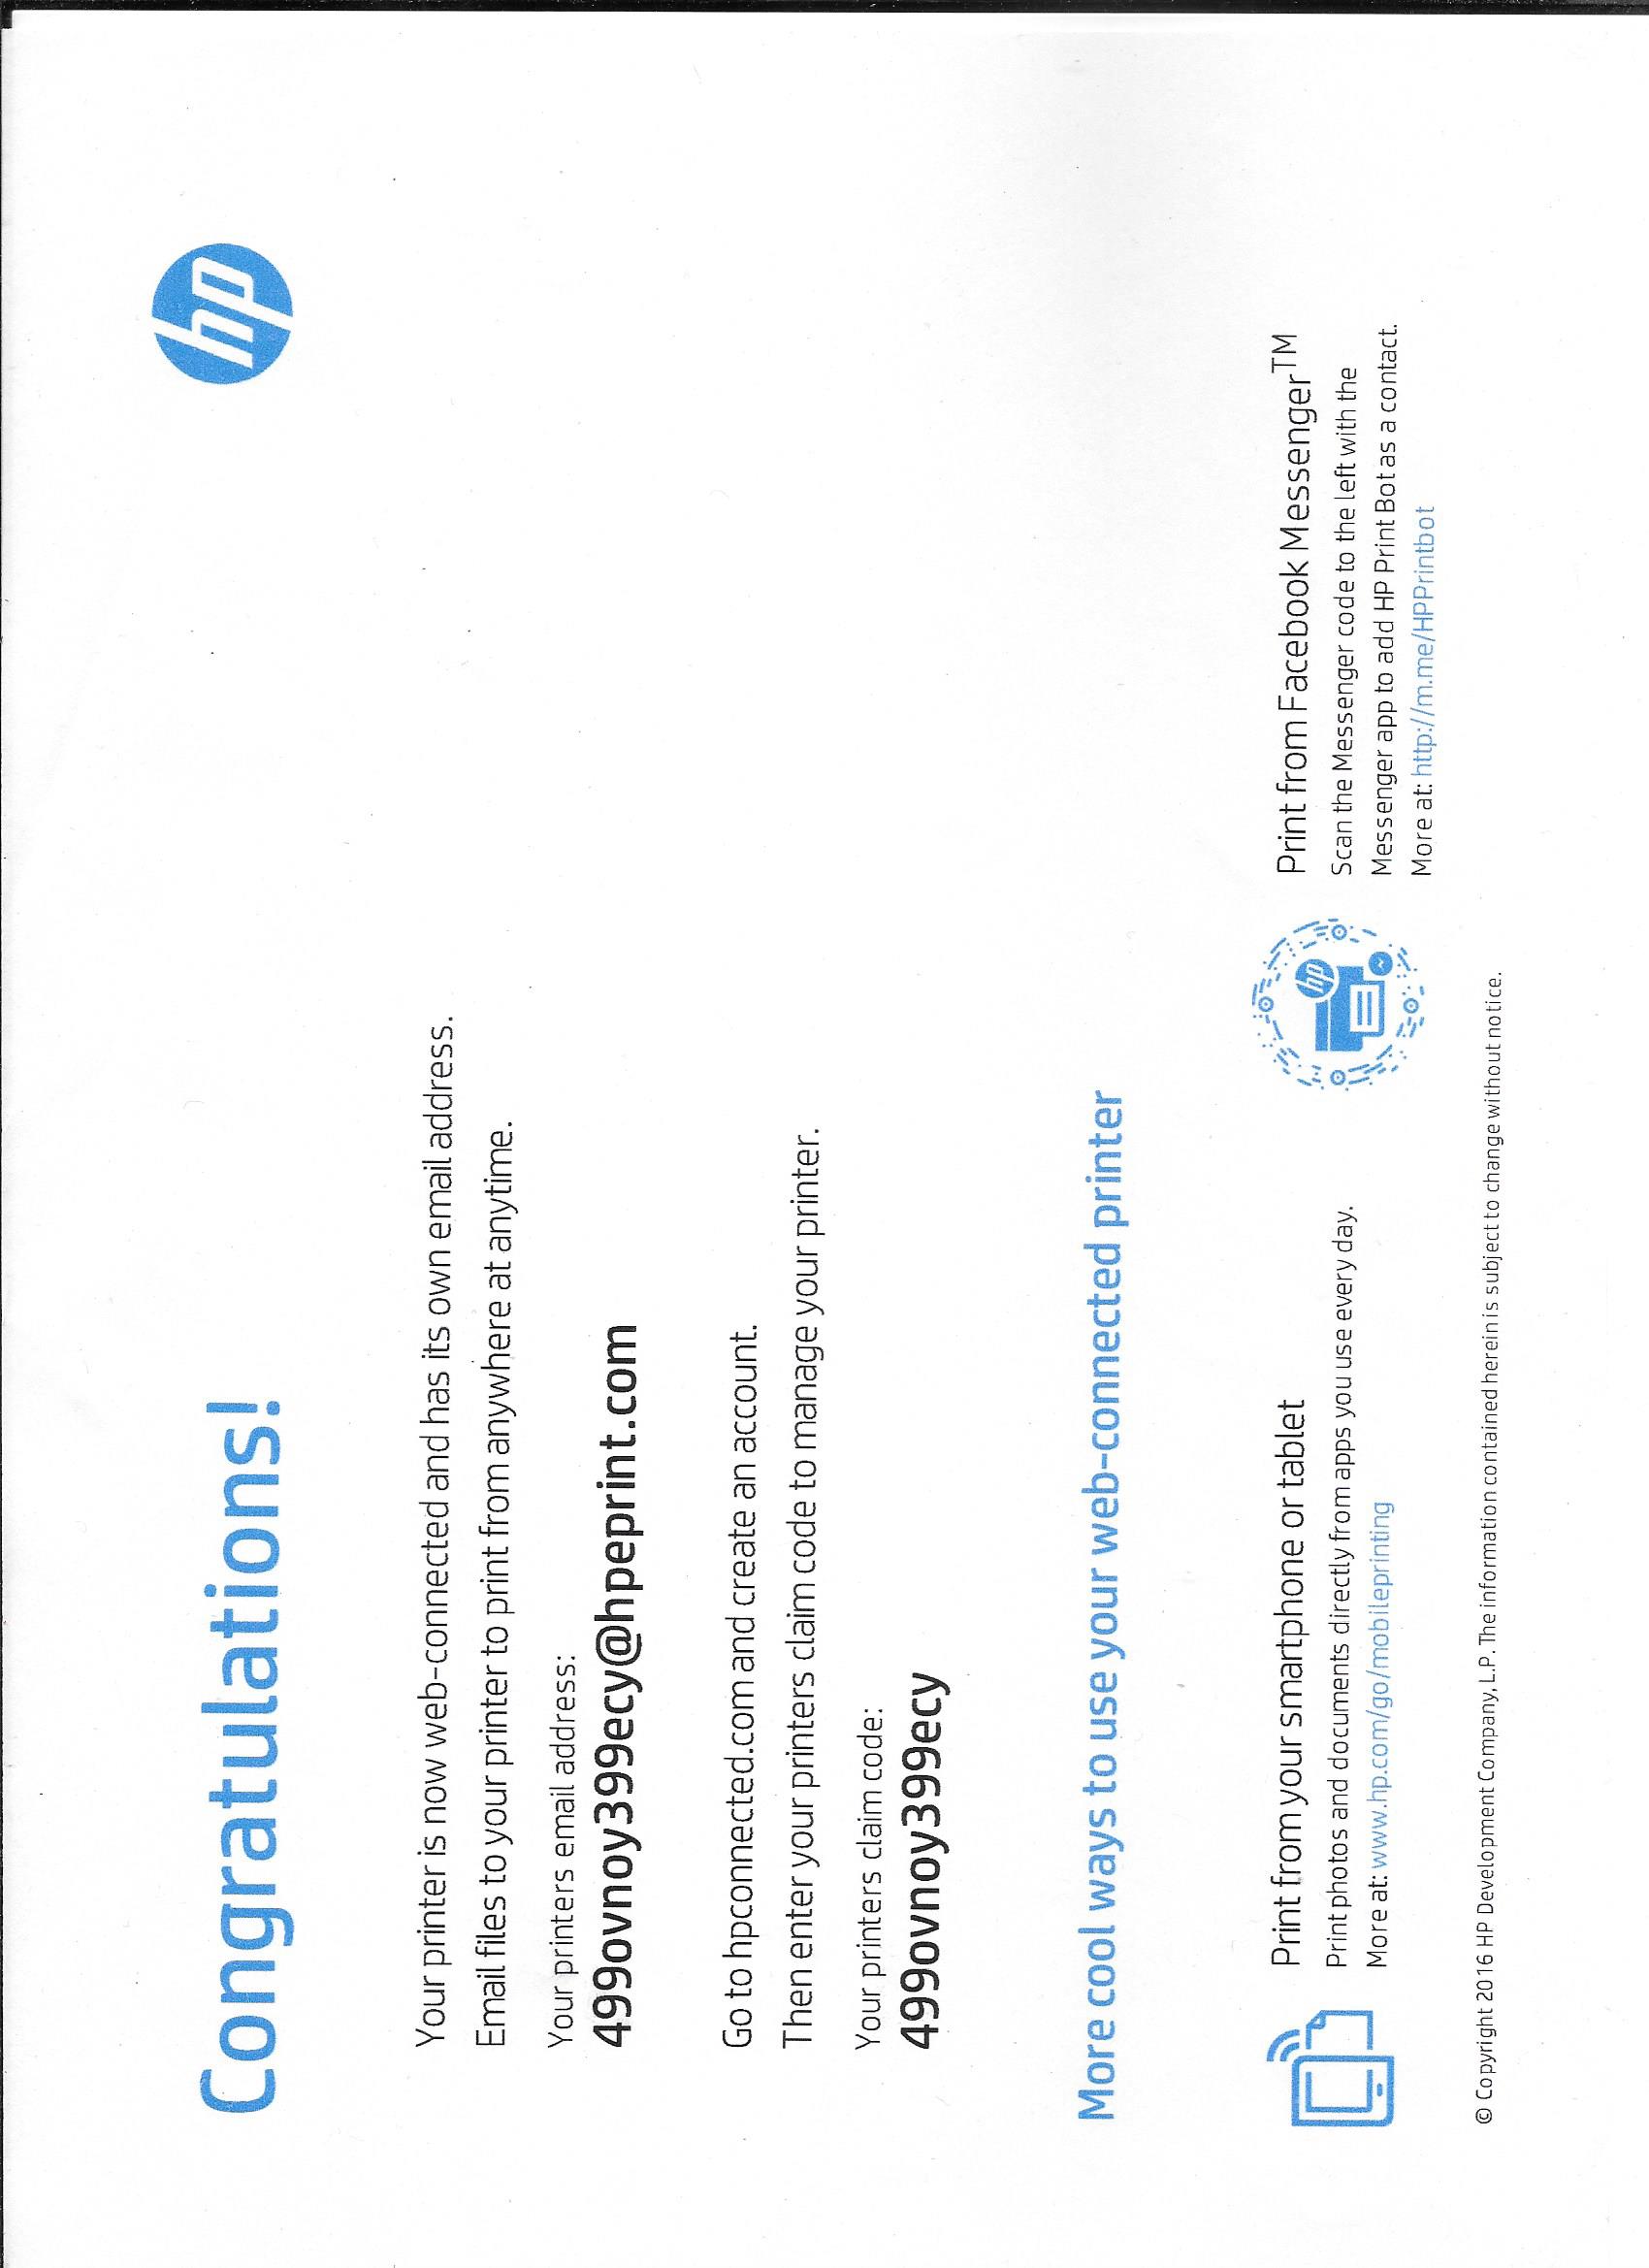 hp
Congratulations!
Your printer is now web-connected and has its own email address.
Email files to your printer to print from anywhere at anytime.
Your printers email address:
499ovnoy399ecy@hpeprint.com
Go to hpconnected.com and create an account.
Then enter your printers claim code to manage your printer.
Your printers claim code:
499ovnoy399ecy
More cool ways to use your web-connected printer
Print from your smartphone or tablet
Print photos and documents directly from apps you use every day.
More at: www.hp.com/go/mobileprinting
hp
Print from Facebook Messenger™
Scan the Messenger code to the left with the
Messenger app to add HP Print Bot as a contact.
More at: http://m.me/HPPrintbot
© Copyright 2016 HP Development Company, L.P. The information contained herein is subject to change without notice.